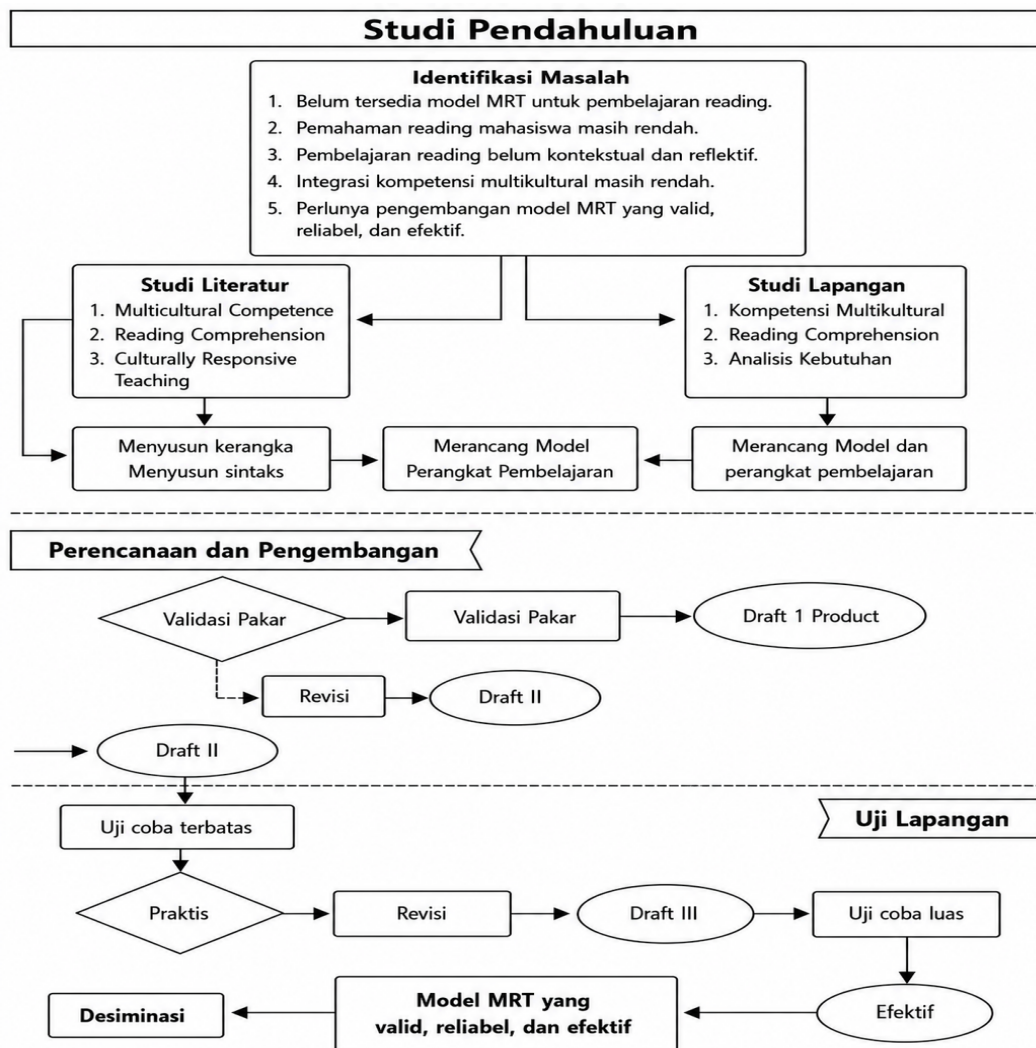 Studi Pendahuluan
Identifikasi Masalah
1. Belum tersedia model MRT untuk pembelajaran reading.
2. Pemahaman reading mahasiswa masih rendah.
3. Pembelajaran reading belum kontekstual dan reflektif.
4. Integrasi kompetensi multikultural masih rendah.
5. Perlunya pengembangan model MRT yang valid,
reliabel, dan efektif.
Studi Literatur
1. Multicultural Competence
2. Reading Comprehension
3. Culturally Responsive
Teaching
Studi Lapangan
1. Kompetensi Multikultural
2. Reading Comprehension
3. Analisis Kebutuhan
Menyusun kerangka
Menyusun sintaks
Merancang Model
Perangkat Pembelajaran
Merancang Model dan
perangkat pembelajaran
Perencanaan dan Pengembangan
Validasi Pakar
Validasi Pakar
Draft 1 Product
Revisi
Draft II
Draft II
Uji coba terbatas
Uji Lapangan
Praktis
Revisi
Draft III
Uji coba luas
Desiminasi
Model MRT yang
valid, reliabel, dan efektif
Efektif